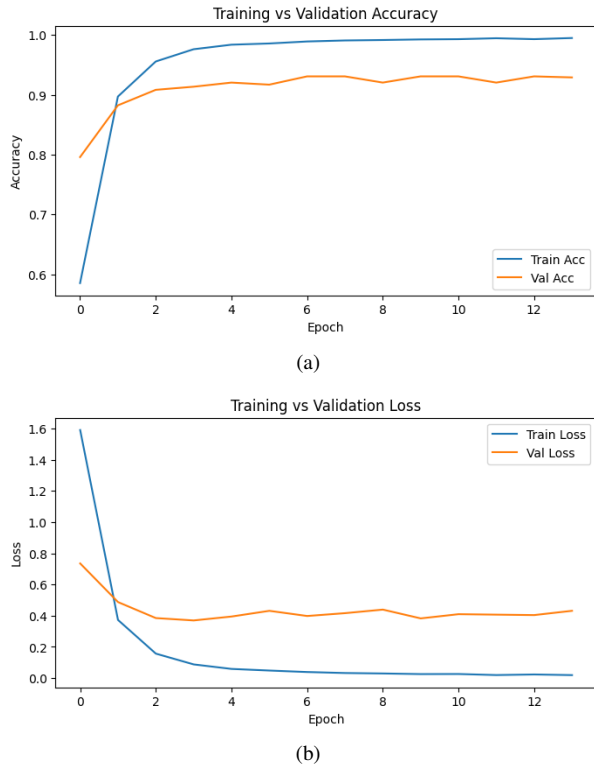 Training vs Validation Accuracy
1.0
0.9
0.8
0.7
0.6
Accuracy
Train Acc
Val Acc
0 2 4 6 8 10 12
Epoch
(a)
Training vs Validation Loss
1.6
1.4
1.2
1.0
0.8
0.6
0.4
0.2
0.0
Loss
Train Loss
Val Loss
0 2 4 6 8 10 12
Epoch
(b)